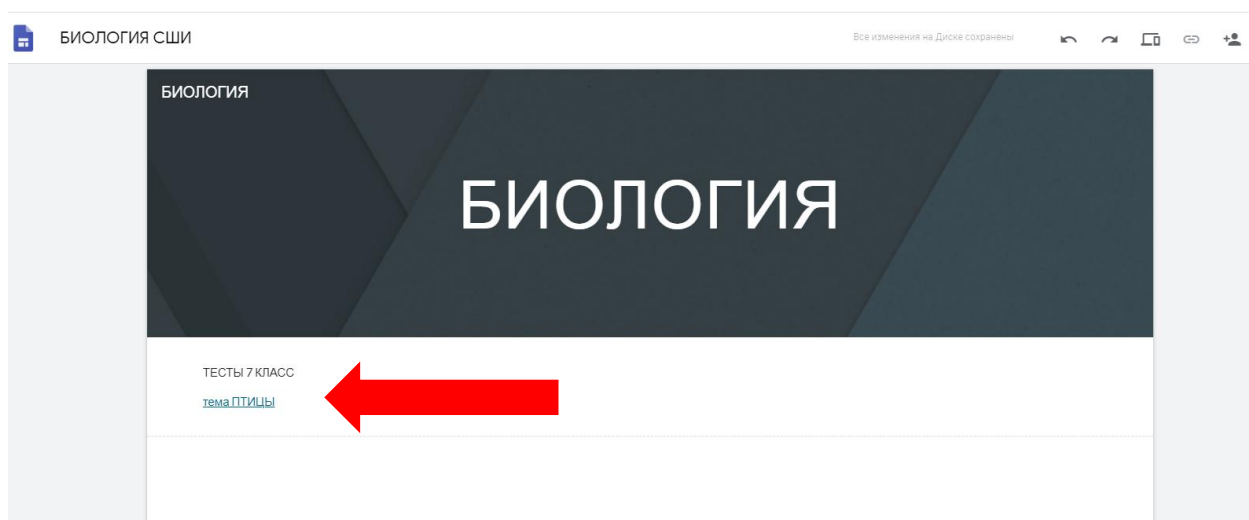 БИОЛОГИЯ СШИ
Все изменения на Диске сохранены
БИОЛОГИЯ
БИОЛОГИЯ
ТЕСТЫ 7 КЛАСС
тема ПТИЦЫ